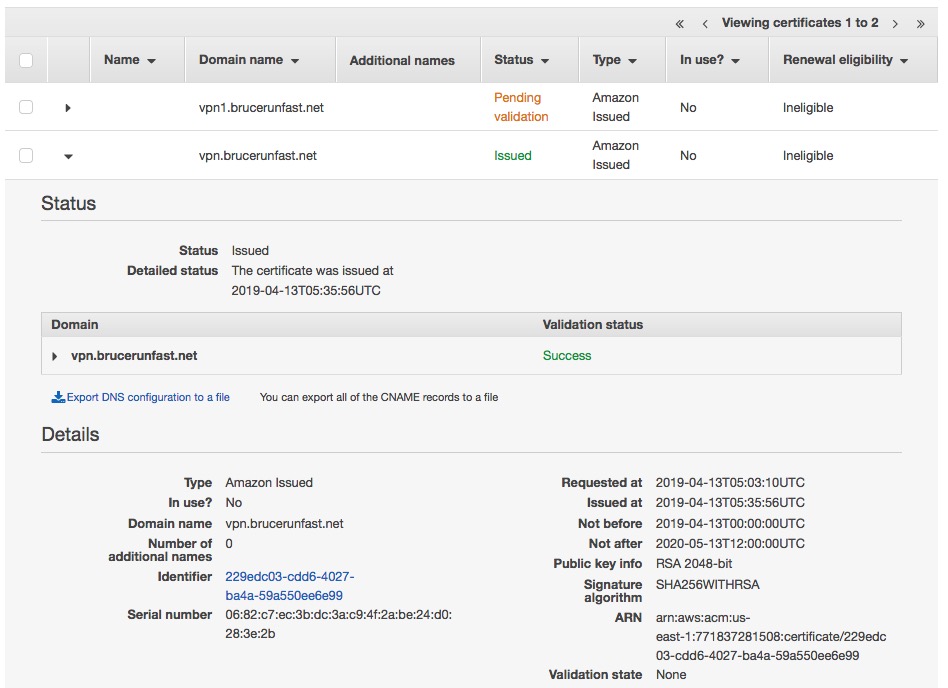 « ‹ Viewing certificates 1 to 2 › »
Name Domain name Additional names Status Type In use? Renewal eligibility
vpn1.brucerunfast.net Pending validation Amazon Issued No Ineligible
vpn.brucerunfast.net Issued Amazon Issued No Ineligible
Status
Status Issued
Detailed status The certificate was issued at
2019-04-13T05:35:56UTC
Domain Validation status
vpn.brucerunfast.net Success
Export DNS configuration to a file You can export all of the CNAME records to a file
Details
Type Amazon Issued
In use? No
Domain name vpn.brucerunfast.net
Number of
additional names 0
Identifier 229edc03-cdd6-4027-
ba4a-59a550ee6e99
Serial number 06:82:c7:ec:3b:dc:3a:c9:4f:2a:be:24:d0:
28:3e:2b
Requested at 2019-04-13T05:03:10UTC
Issued at 2019-04-13T05:35:56UTC
Not before 2019-04-13T00:00:00UTC
Not after 2020-05-13T12:00:00UTC
Public key info RSA 2048-bit
Signature
algorithm SHA256WITHRSA
ARN arn:aws:acm:us-
east-1:771837281508:certificate/229edc
03-cdd6-4027-ba4a-59a550ee6e99
Validation state None